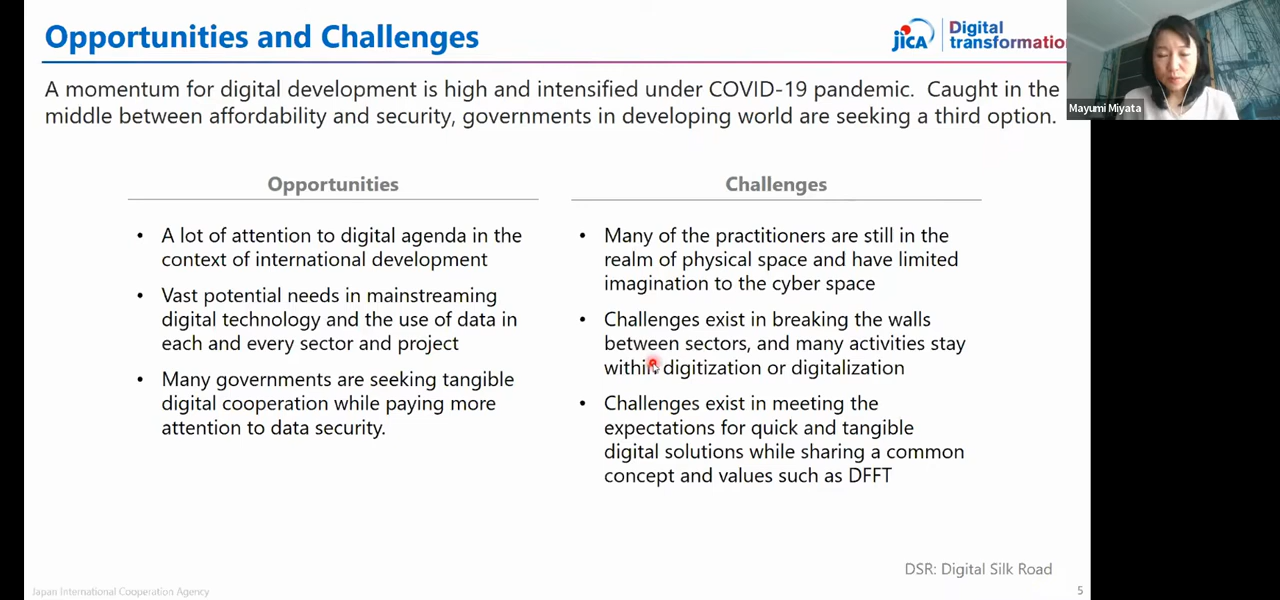 Opportunities and Challenges
JICA
Digital
transformatio
A momentum for digital development is high and intensified under COVID-19 pandemic. Caught in the
middle between affordability and security, governments in developing world are seeking a third option.
Mayumi Miyata
Opportunities
• A lot of attention to digital agenda in the
context of international development
• Vast potential needs in mainstreaming
digital technology and the use of data in
each and every sector and project
• Many governments are seeking tangible
digital cooperation while paying more
attention to data security.
Challenges
• Many of the practitioners are still in the
realm of physical space and have limited
imagination to the cyber space
• Challenges exist in breaking the walls
between sectors, and many activities stay
within digitization or digitalization
• Challenges exist in meeting the
expectations for quick and tangible
digital solutions while sharing a common
concept and values such as DFFT
DSR: Digital Silk Road
Japan International Cooperation Agency
5